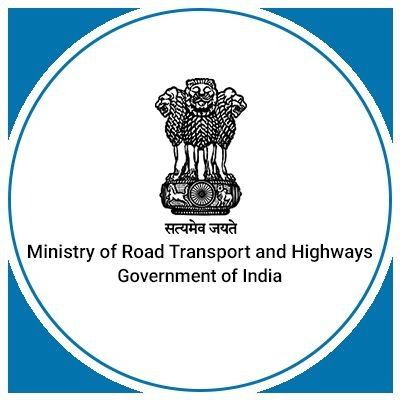 सत्यमेव जयते
Ministry of Road Transport and Highways
Government of India